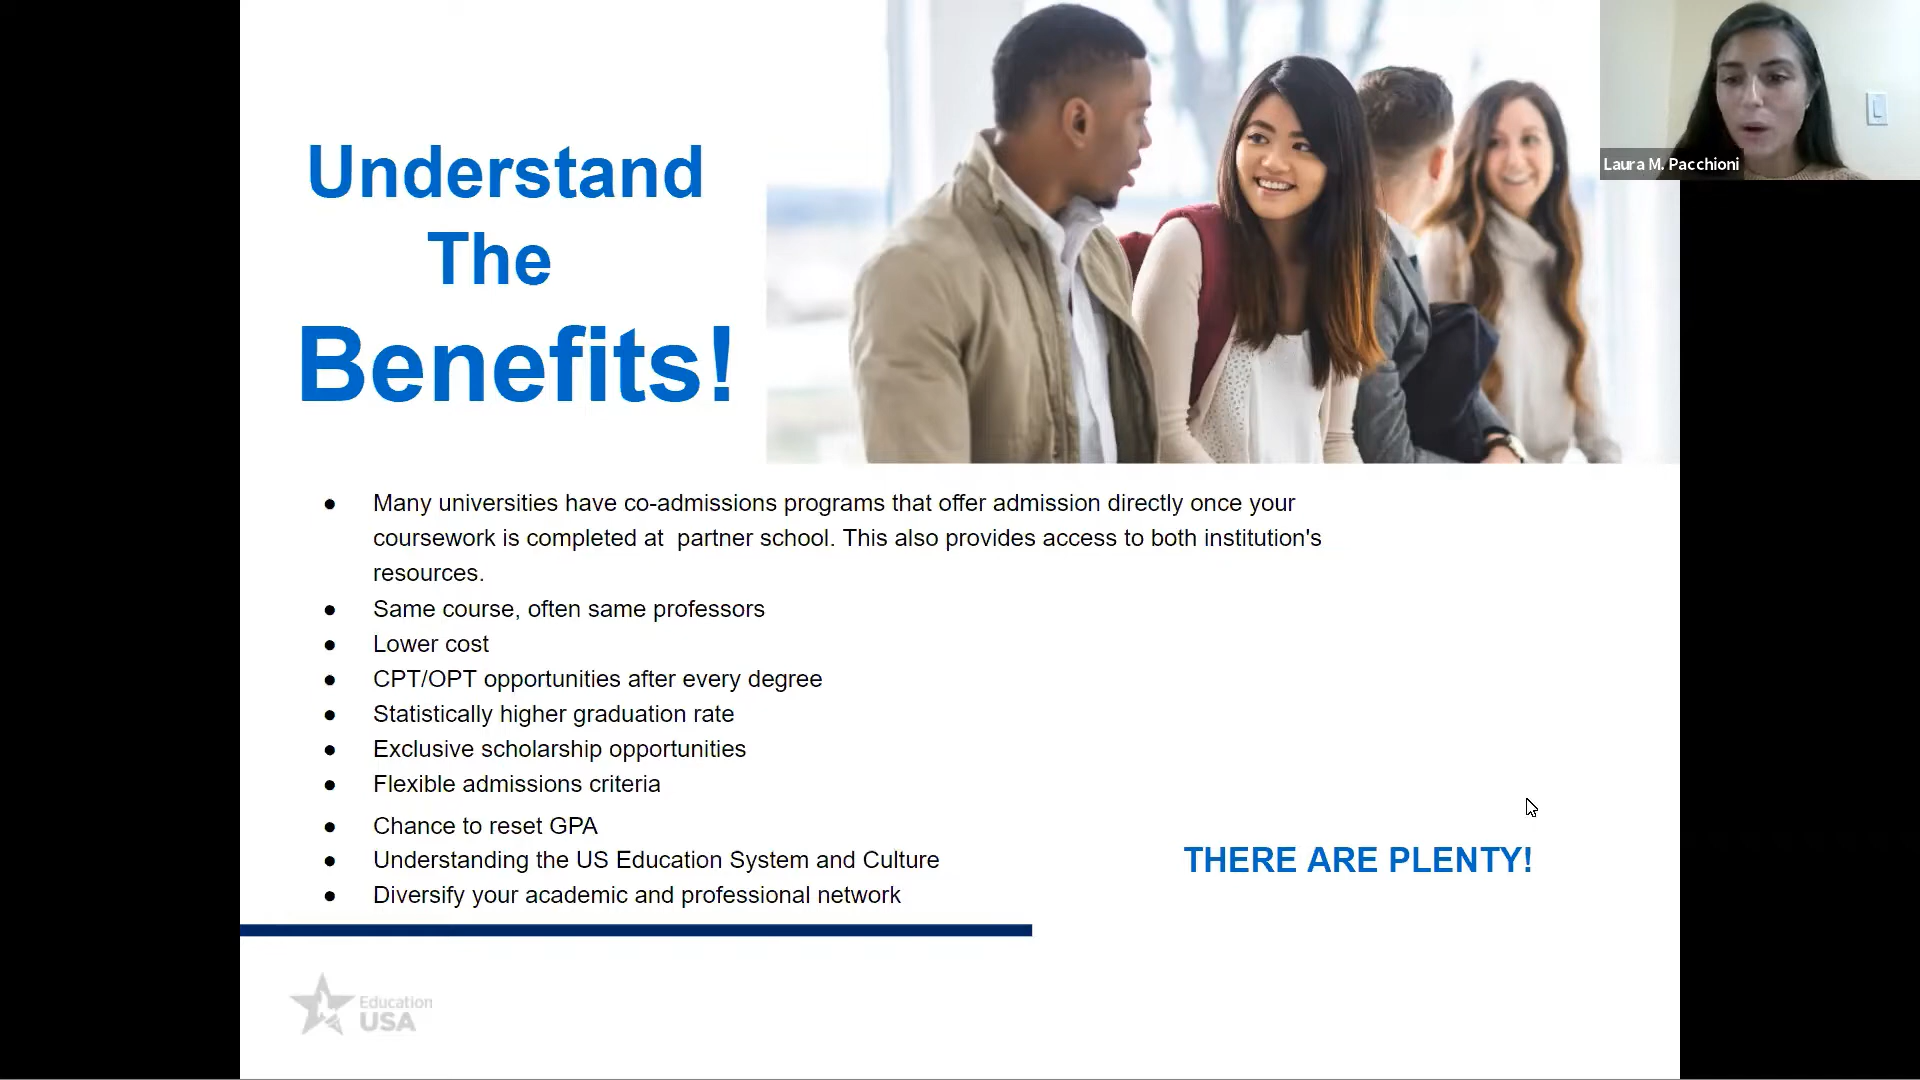 Understand
The
Benefits!
Laura M. Pacchioni
● Many universities have co-admissions programs that offer admission directly once your
coursework is completed at  partner school. This also provides access to both institution's
resources.
● Same course, often same professors
● Lower cost
● CPT/OPT opportunities after every degree
● Statistically higher graduation rate
● Exclusive scholarship opportunities
● Flexible admissions criteria
● Chance to reset GPA
● Understanding the US Education System and Culture
● Diversify your academic and professional network
THERE ARE PLENTY!
Education
USA